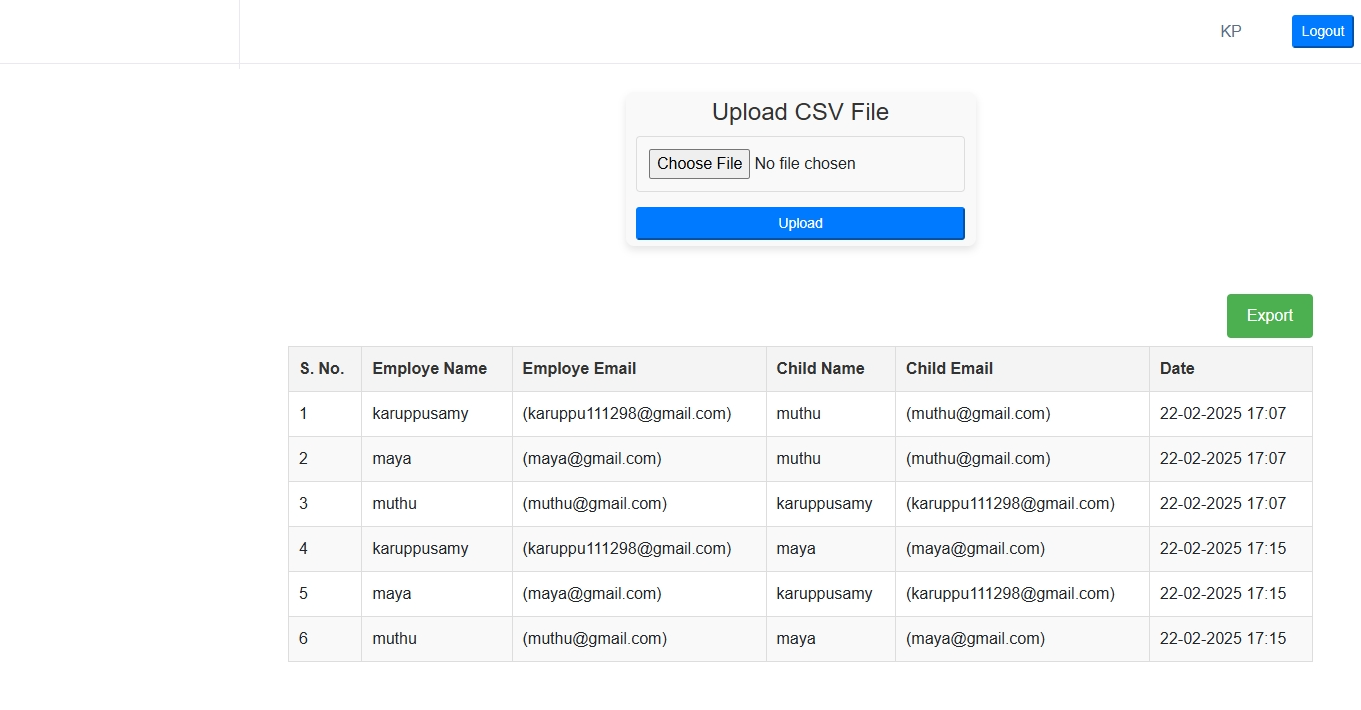 KP Logout
Upload CSV File
Choose File No file chosen
Upload
Export
S. No. Employe Name Employe Email Child Name Child Email Date
1 karuppusamy (karuppu111298@gmail.com) muthu (muthu@gmail.com) 22-02-2025 17:07
2 maya (maya@gmail.com) muthu (muthu@gmail.com) 22-02-2025 17:07
3 muthu (muthu@gmail.com) karuppusamy (karuppu111298@gmail.com) 22-02-2025 17:07
4 karuppusamy (karuppu111298@gmail.com) maya (maya@gmail.com) 22-02-2025 17:15
5 maya (maya@gmail.com) karuppusamy (karuppu111298@gmail.com) 22-02-2025 17:15
6 muthu (muthu@gmail.com) maya (maya@gmail.com) 22-02-2025 17:15